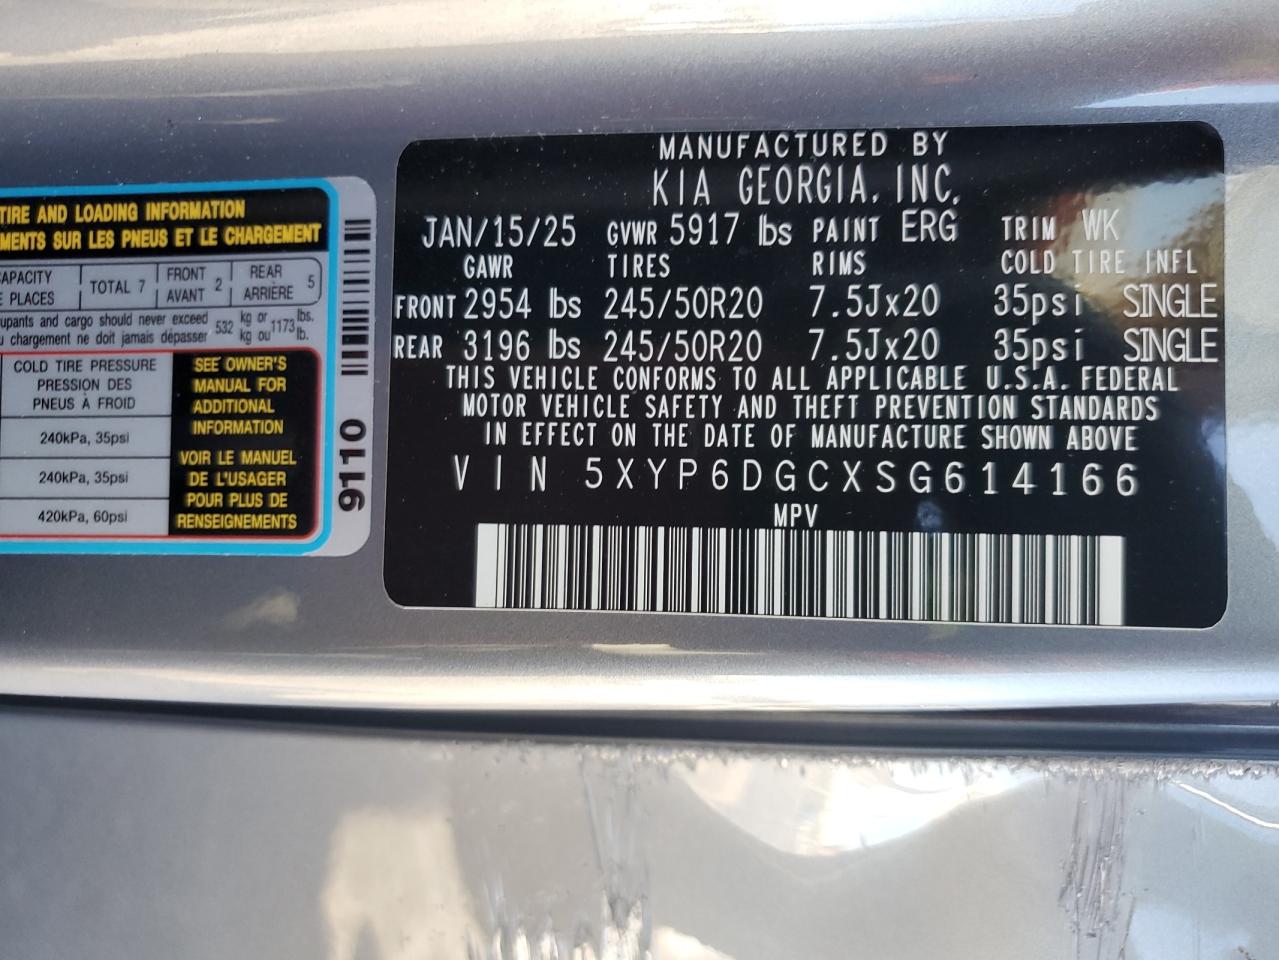 TIRE AND LOADING INFORMATION
MENTS SUR LES PNEUS ET LE CHARGEMENT
CAPACITY
PLACES
TOTAL 7
FRONT
AVANT
2
REAR
ARRIÈRE
5
upants and cargo should never exceed
chargement ne doit jamais dépasser
532
kg or
kg ou
1173
lbs.
lb.
COLD TIRE PRESSURE
PRESSION DES
PNEUS À FROID
240kPa, 35psi
240kPa, 35psi
420kPa, 60psi
SEE OWNER'S
MANUAL FOR
ADDITIONAL
INFORMATION
VOIR LE MANUEL
DE L'USAGER
POUR PLUS DE
RENSEIGNEMENTS
9110
MANUFACTURED BY
KIA GEORGIA, INC.
JAN/15/25 GVWR 5917 lbs PAINT ERG TRIM WK
GAWR TIRES RIMS COLD TIRE INFL
FRONT 2954 lbs 245/50R20 7.5Jx20 35psi SINGLE
REAR 3196 lbs 245/50R20 7.5Jx20 35psi SINGLE
THIS VEHICLE CONFORMS TO ALL APPLICABLE U.S.A. FEDERAL
MOTOR VEHICLE SAFETY AND THEFT PREVENTION STANDARDS
IN EFFECT ON THE DATE OF MANUFACTURE SHOWN ABOVE
VIN 5XYP6DGCXSG614166
MPV